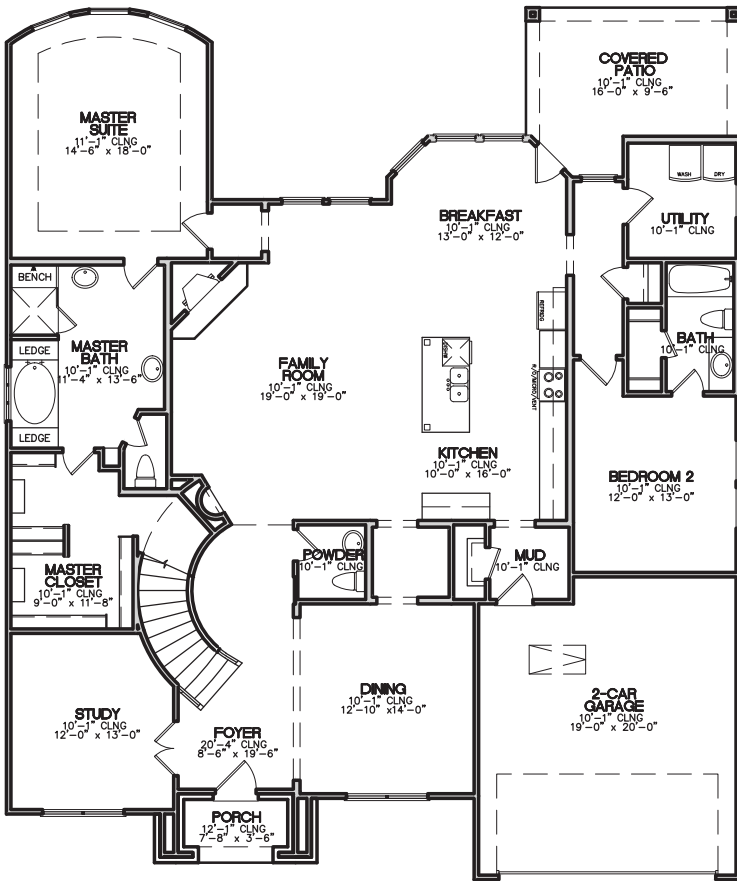 COVERED
PATIO
10'-1" CLNG
16'-0" x 9'-6"
MASTER
SUITE
11'-1" CLNG
14'-6" x 18'-0"
WASH
DRY
UTILITY
10'-1" CLNG
BREAKFAST
10'-1" CLNG
13'-0" x 12'-0"
BENCH
REFRIG
LEDGE
MASTER
BATH
10'-1" CLNG
11'-4" x 13'-6"
LEDGE
FAMILY
ROOM
10'-1" CLNG
19'-0" x 19'-0"
BATH
10'-1" CLNG
KITCHEN
10'-1" CLNG
10'-0" x 16'-0"
BEDROOM 2
10'-1" CLNG
12'-0" x 13'-0"
POWDER
10'-1" CLNG
MUD
10'-1" CLNG
MASTER
CLOSET
10'-1" CLNG
9'-0" x 11'-8"
STUDY
10'-1" CLNG
12'-0" x 13'-0"
DINING
10'-1" CLNG
12'-10" x14'-0"
2-CAR
GARAGE
10'-1" CLNG
19'-0" x 20'-0"
FOYER
20'-4" CLNG
8'-6" x 19'-6"
PORCH
12'-1" CLNG
7'-8" x 3'-6"